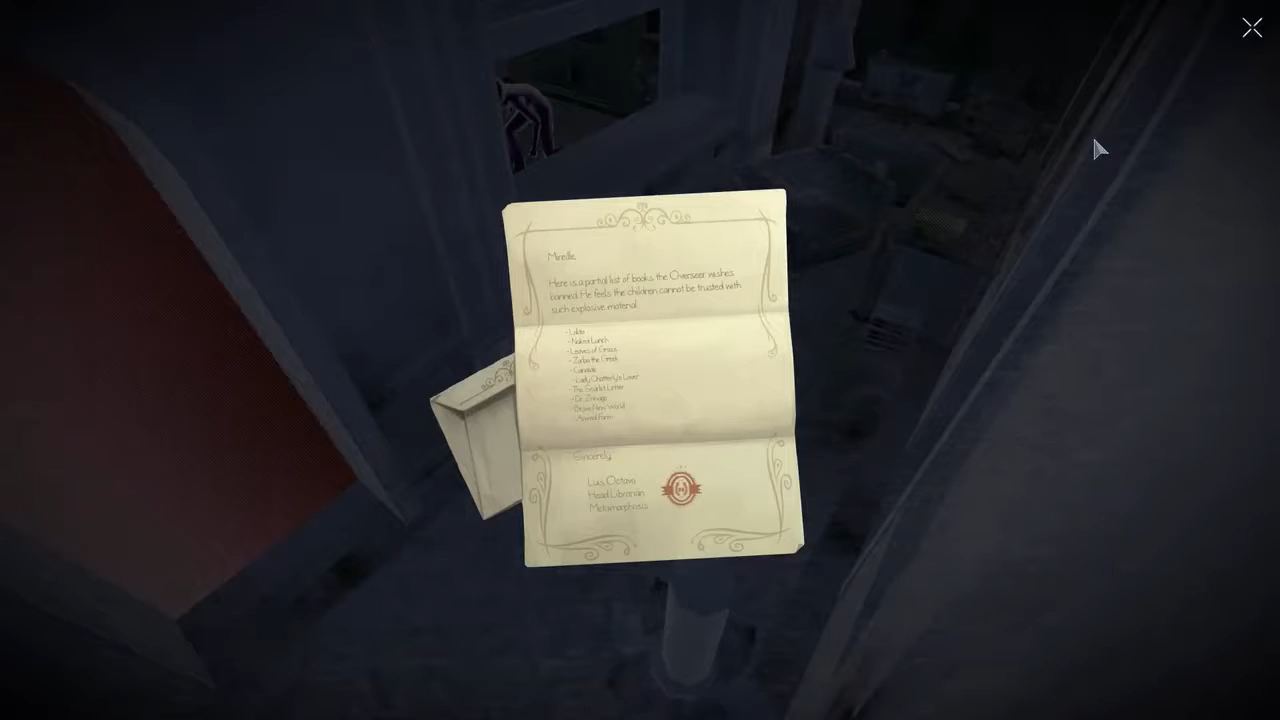 Mireille,
Here is a partial list of books the Overseer wishes
banned. He feels the children cannot be trusted with
such explosive material.
- Lolita
- Naked Lunch
- Leaves of Grass
- Zorba the Greek
- Candide
- Lady Chatterly's Lover
- The Scarlet Letter
- Dr. Zhivago
- Brave New World
- Animal Farm
Sincerely,
Luis Octavo
Head Librarian
Metamorphosis